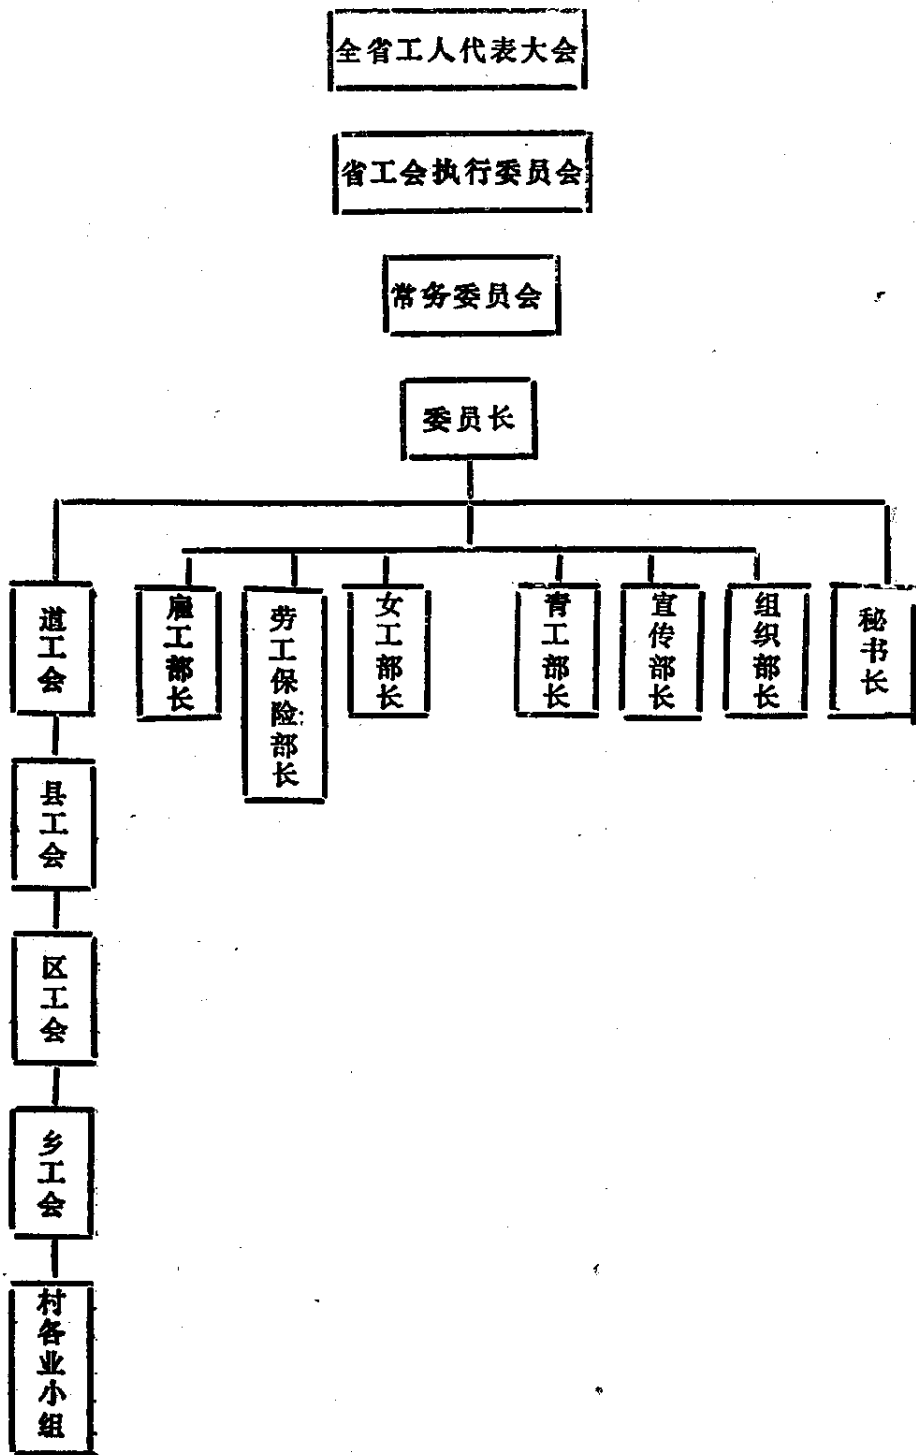 全省工人代表大会
省工会执行委员会
常务委员会
委员长
道工会
雇工部长
劳工保险部长
女工部长
青工部长
宣传部长
组织部长
秘书长
县工会
区工会
乡工会
村各业小组